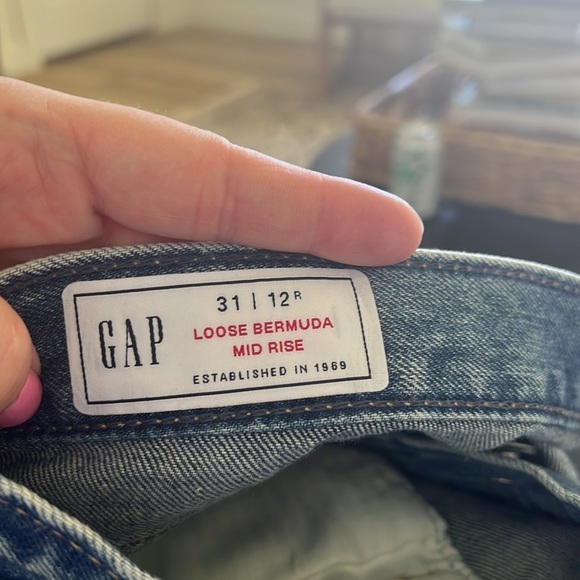 GAP
31 | 12R
LOOSE BERMUDA
MID RISE
ESTABLISHED IN 1969